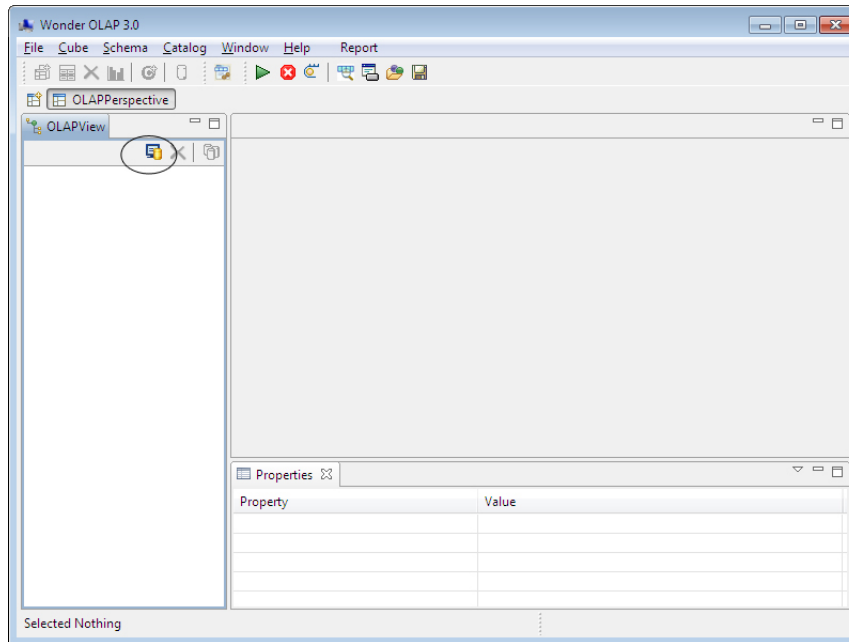 Wonder OLAP 3.0
File Cube Schema Catalog Window Help Report
OLAPPerspective
OLAPView
Properties
Property Value
Selected Nothing